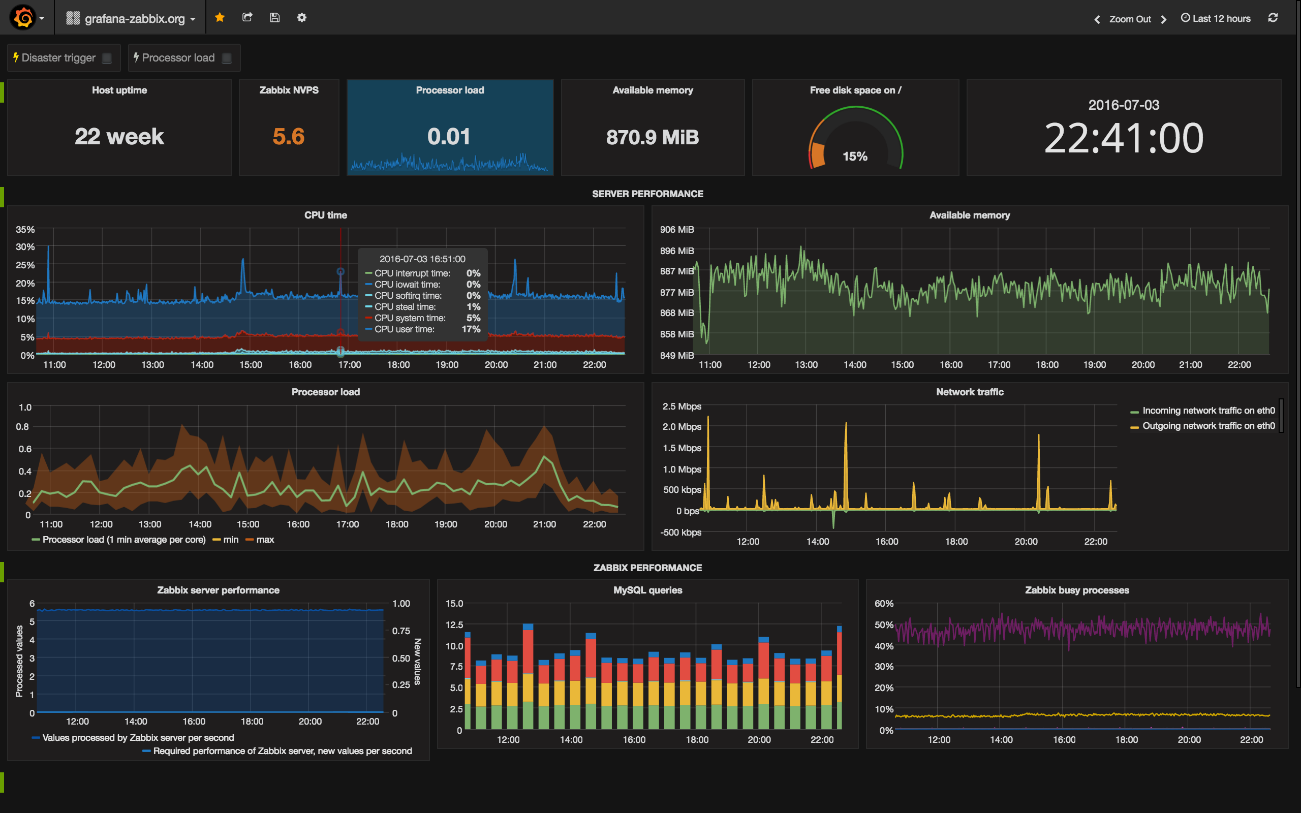 grafana-zabbix.org
Zoom Out
Last 12 hours
Disaster trigger
Processor load
Host uptime
22 week
Zabbix NVPS
5.6
Processor load
0.01
Available memory
870.9 MiB
Free disk space on /
15%
2016-07-03
22:41:00
SERVER PERFORMANCE
CPU time
35%
30%
25%
20%
15%
10%
5%
0%
11:00 12:00 13:00 14:00 15:00 16:00 17:00 18:00 19:00 20:00 21:00 22:00
2016-07-03 16:51:00
CPU interrupt time: 0%
CPU iowait time: 0%
CPU softirq time: 0%
CPU steal time: 1%
CPU system time: 5%
CPU user time: 17%
Available memory
906 MiB
896 MiB
887 MiB
877 MiB
868 MiB
858 MiB
849 MiB
11:00 12:00 13:00 14:00 15:00 16:00 17:00 18:00 19:00 20:00 21:00 22:00
Processor load
1.0
0.8
0.6
0.4
0.2
0
11:00 12:00 13:00 14:00 15:00 16:00 17:00 18:00 19:00 20:00 21:00 22:00
Processor load (1 min average per core) min max
Network traffic
2.5 Mbps
2.0 Mbps
1.5 Mbps
1.0 Mbps
500 kbps
0 bps
-500 kbps
12:00 14:00 16:00 18:00 20:00 22:00
Incoming network traffic on eth0
Outgoing network traffic on eth0
ZABBIX PERFORMANCE
Zabbix server performance
Processed values
6
5
4
3
2
1
0
1.00
0.75
0.50
0.25
0
New values
12:00 14:00 16:00 18:00 20:00 22:00
Values processed by Zabbix server per second
Required performance of Zabbix server, new values per second
MySQL queries
15.0
12.5
10.0
7.5
5.0
2.5
0
12:00 14:00 16:00 18:00 20:00 22:00
Zabbix busy processes
60%
50%
40%
30%
20%
10%
0%
12:00 14:00 16:00 18:00 20:00 22:00